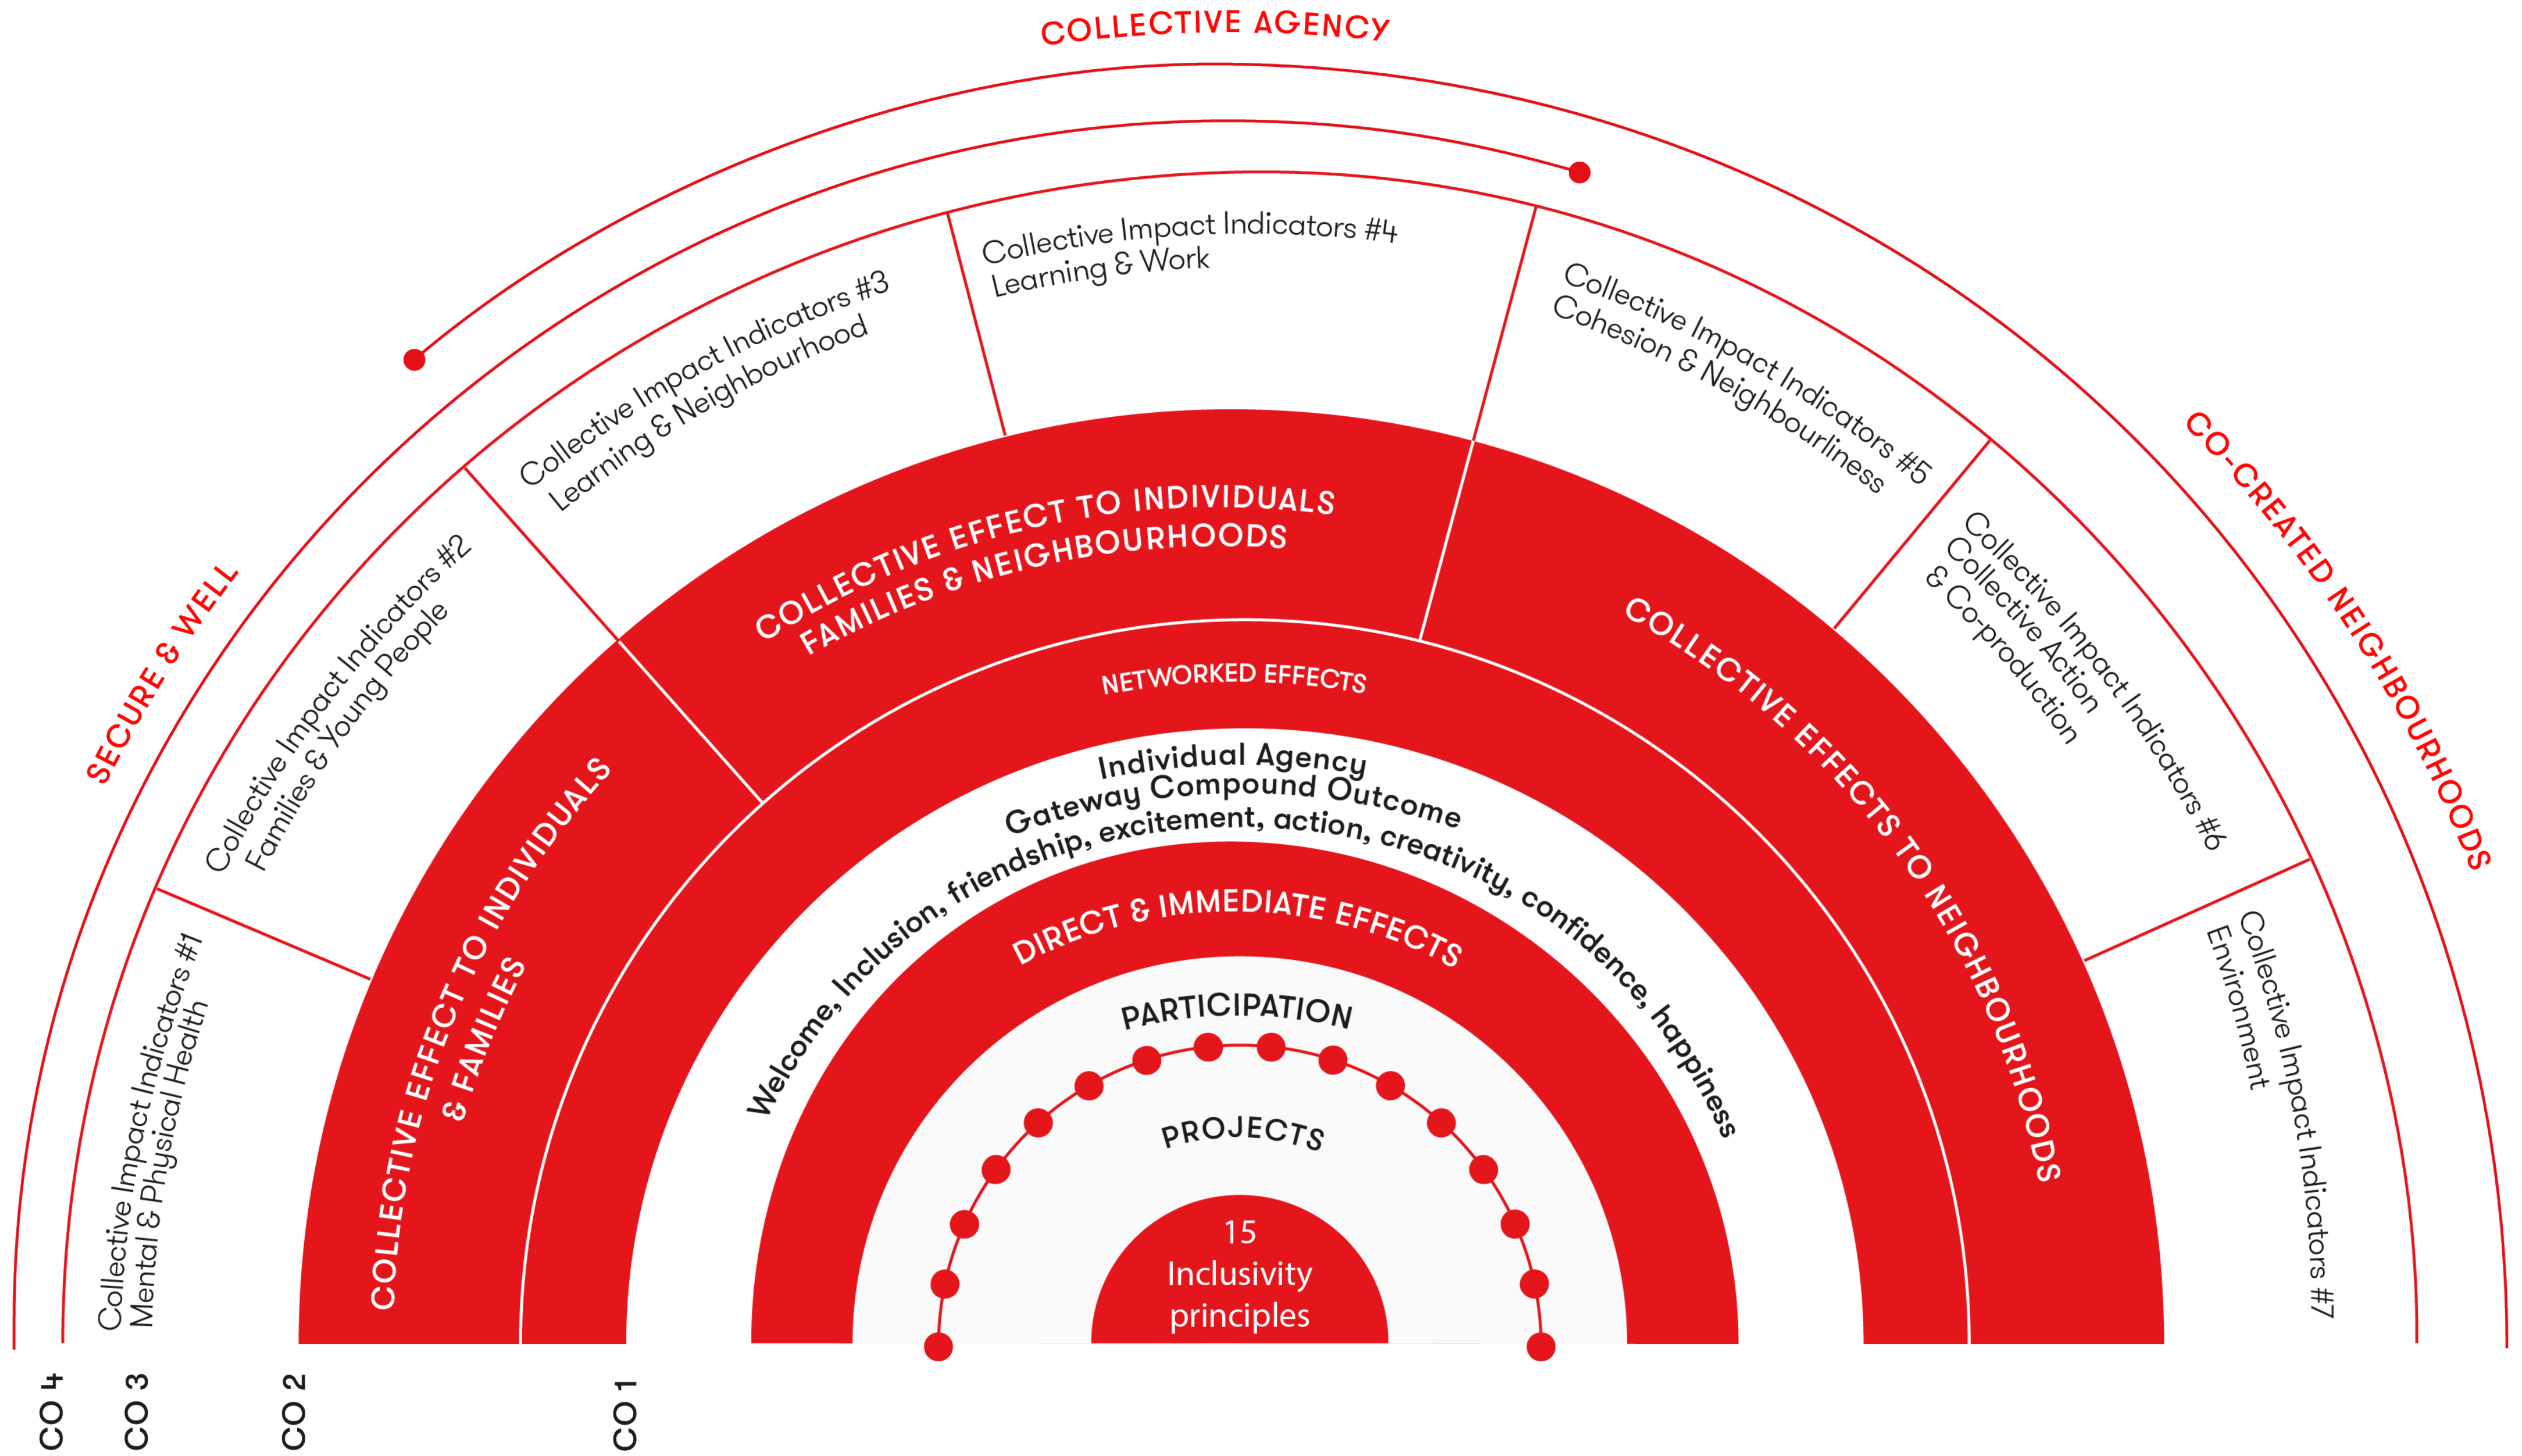 COLLECTIVE AGENCY
SECURE & WELL
CO-CREATED NEIGHBOURHOODS
Collective Impact Indicators #1
Mental & Physical Health
Collective Impact Indicators #2
Families & Young People
Collective Impact Indicators #3
Learning & Neighbourhood
Collective Impact Indicators #4
Learning & Work
Collective Impact Indicators #5
Cohesion & Neighbourliness
Collective Impact Indicators #6
Collective Action
& Co-production
Collective Impact Indicators #7
Environment
COLLECTIVE EFFECT TO INDIVIDUALS
& FAMILIES
COLLECTIVE EFFECT TO INDIVIDUALS
FAMILIES & NEIGHBOURHOODS
COLLECTIVE EFFECTS TO NEIGHBOURHOODS
NETWORKED EFFECTS
Individual Agency
Gateway Compound Outcome
Welcome, Inclusion, friendship, excitement, action, creativity, confidence, happiness
DIRECT & IMMEDIATE EFFECTS
PARTICIPATION
PROJECTS
15
Inclusivity
principles
CO 4
CO 3
CO 2
CO 1